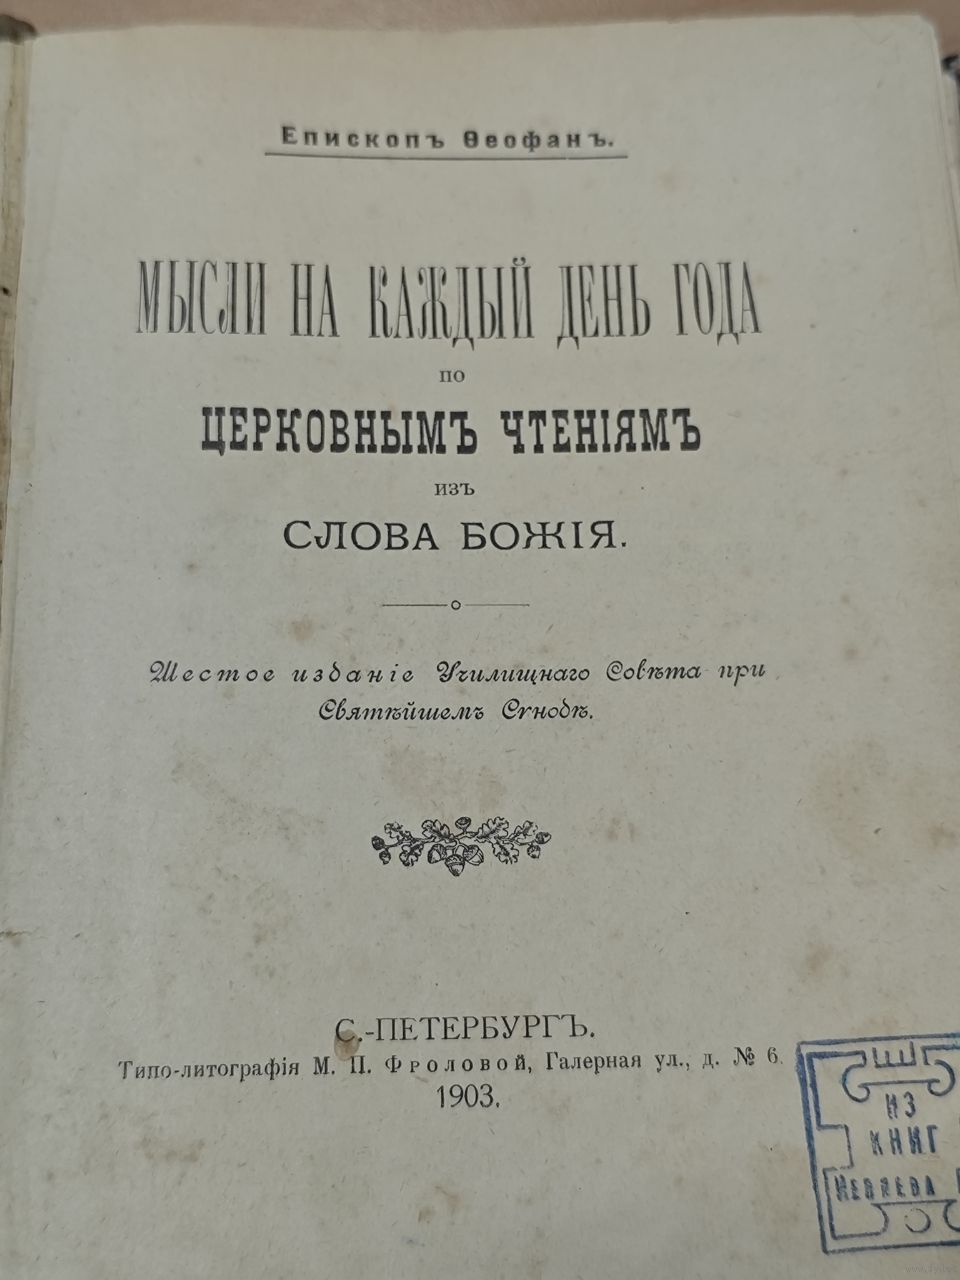 Епископъ Ѳеофанъ.
МЫСЛИ НА КАЖДЫЙ ДЕНЬ ГОДА
ПО
ЦЕРКОВНЫМЪ ЧТЕНІЯМЪ
ИЗЪ
СЛОВА БОЖІЯ.
Шестое изданіе Училищнаго Совѣта при
Святѣйшемъ Сѵнодѣ.
С.-ПЕТЕРБУРГЪ.
Типо-литографія М. П. Фроловой, Галерная ул., д. № 6.
1903.
ИЗ
КНИГ